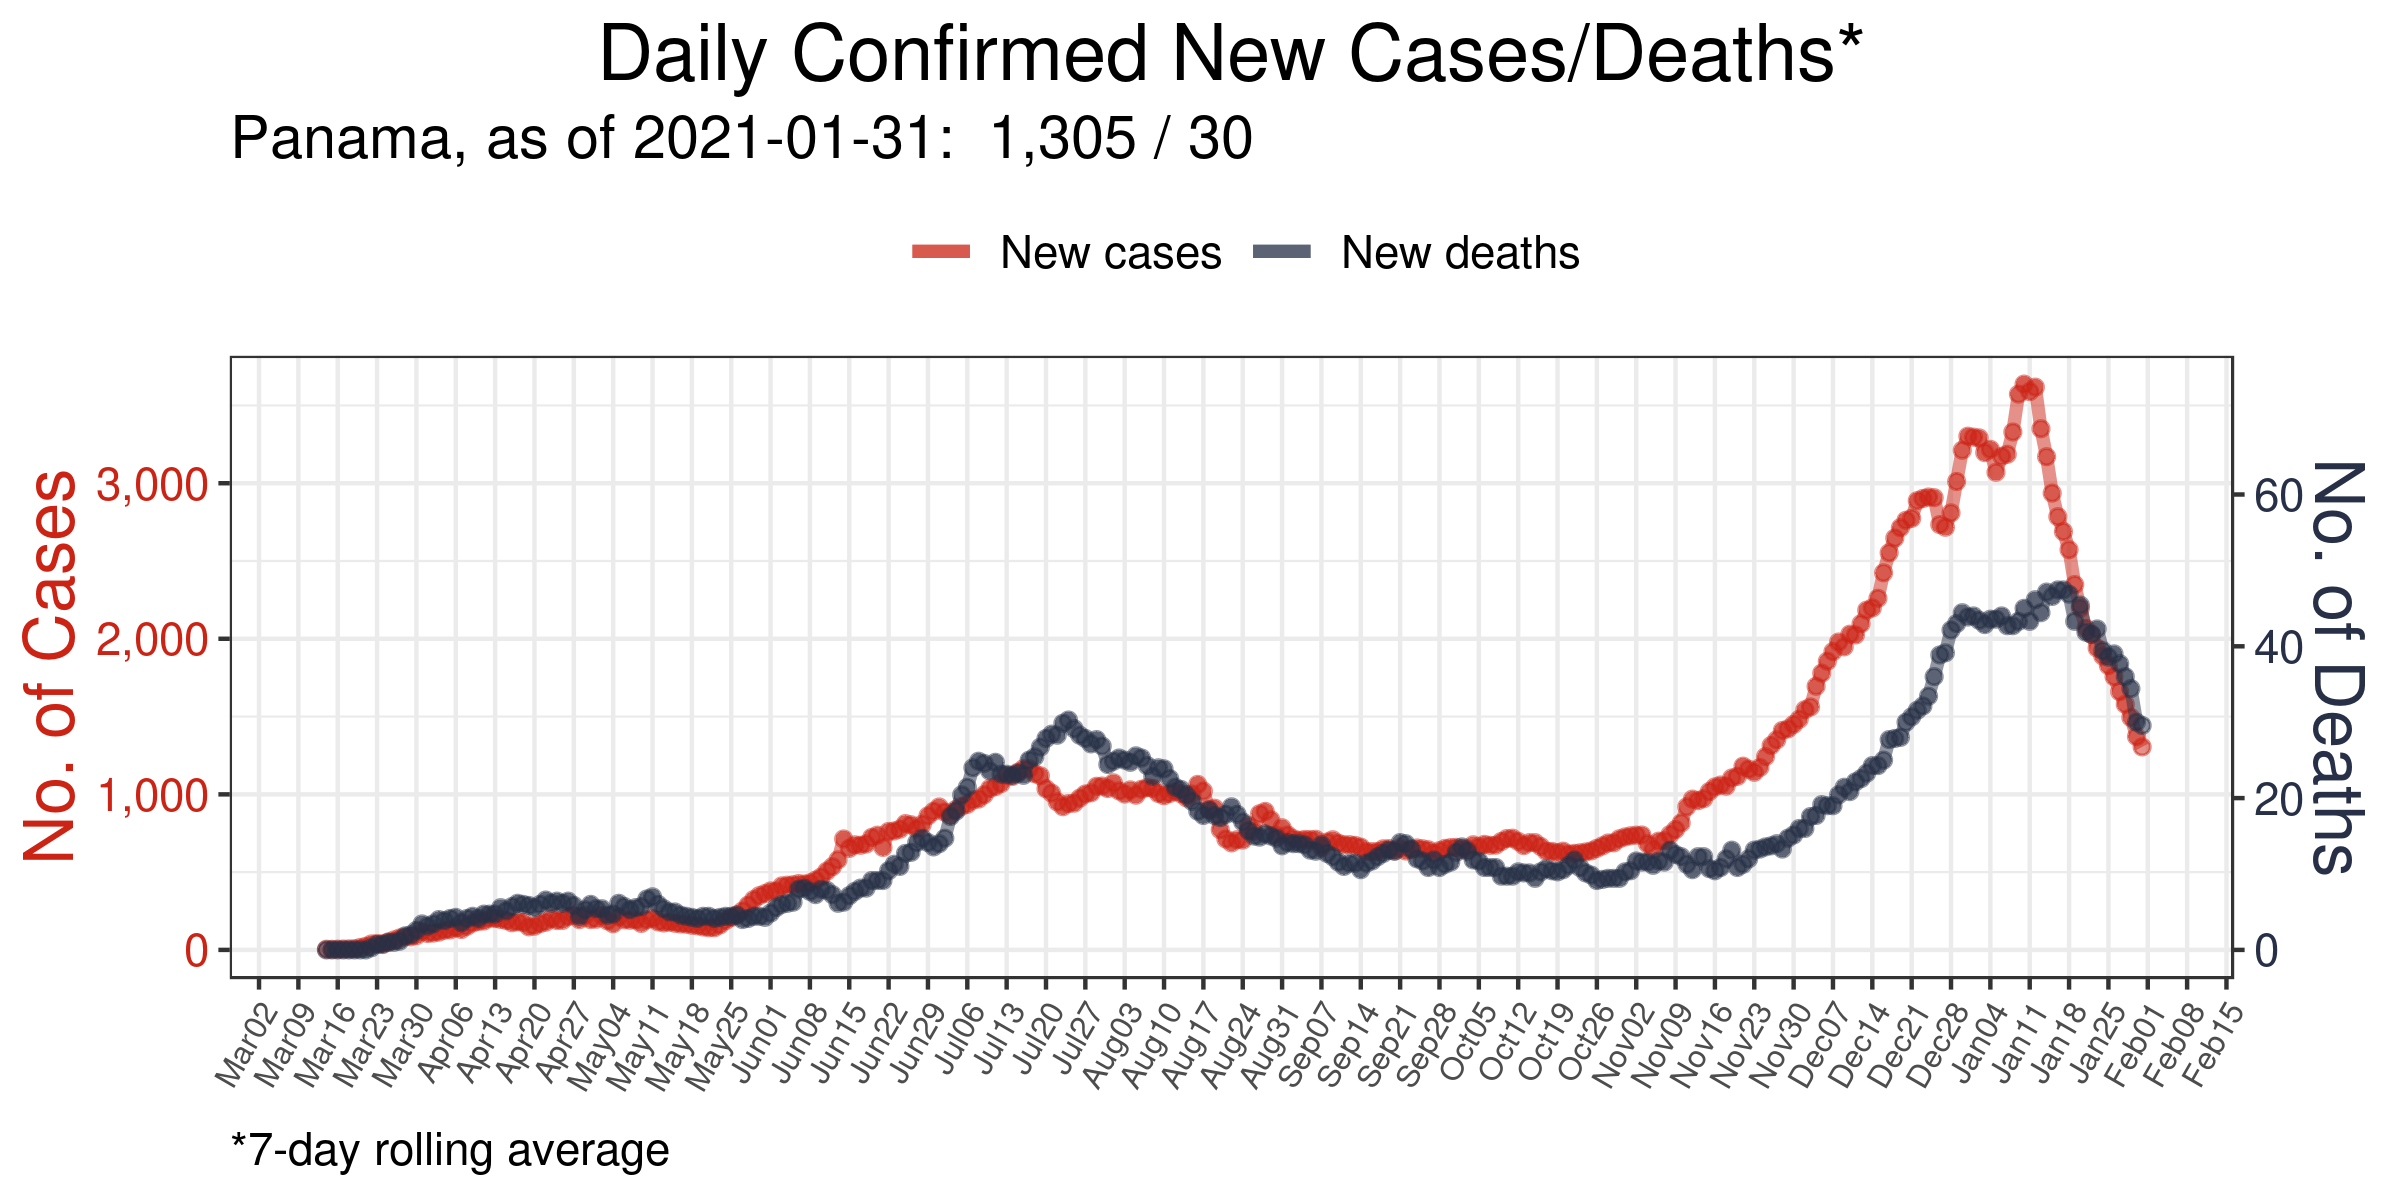 Daily Confirmed New Cases/Deaths*
Panama, as of 2021-01-31:  1,305 / 30
New cases
New deaths
No. of Cases
3,000
2,000
1,000
0
No. of Deaths
60
40
20
0
Mar02
Mar09
Mar16
Mar23
Mar30
Apr06
Apr13
Apr20
Apr27
May04
May11
May18
May25
Jun01
Jun08
Jun15
Jun22
Jun29
Jul06
Jul13
Jul20
Jul27
Aug03
Aug10
Aug17
Aug24
Aug31
Sep07
Sep14
Sep21
Sep28
Oct05
Oct12
Oct19
Oct26
Nov02
Nov09
Nov16
Nov23
Nov30
Dec07
Dec14
Dec21
Dec28
Jan04
Jan11
Jan18
Jan25
Feb01
Feb08
Feb15
*7-day rolling average